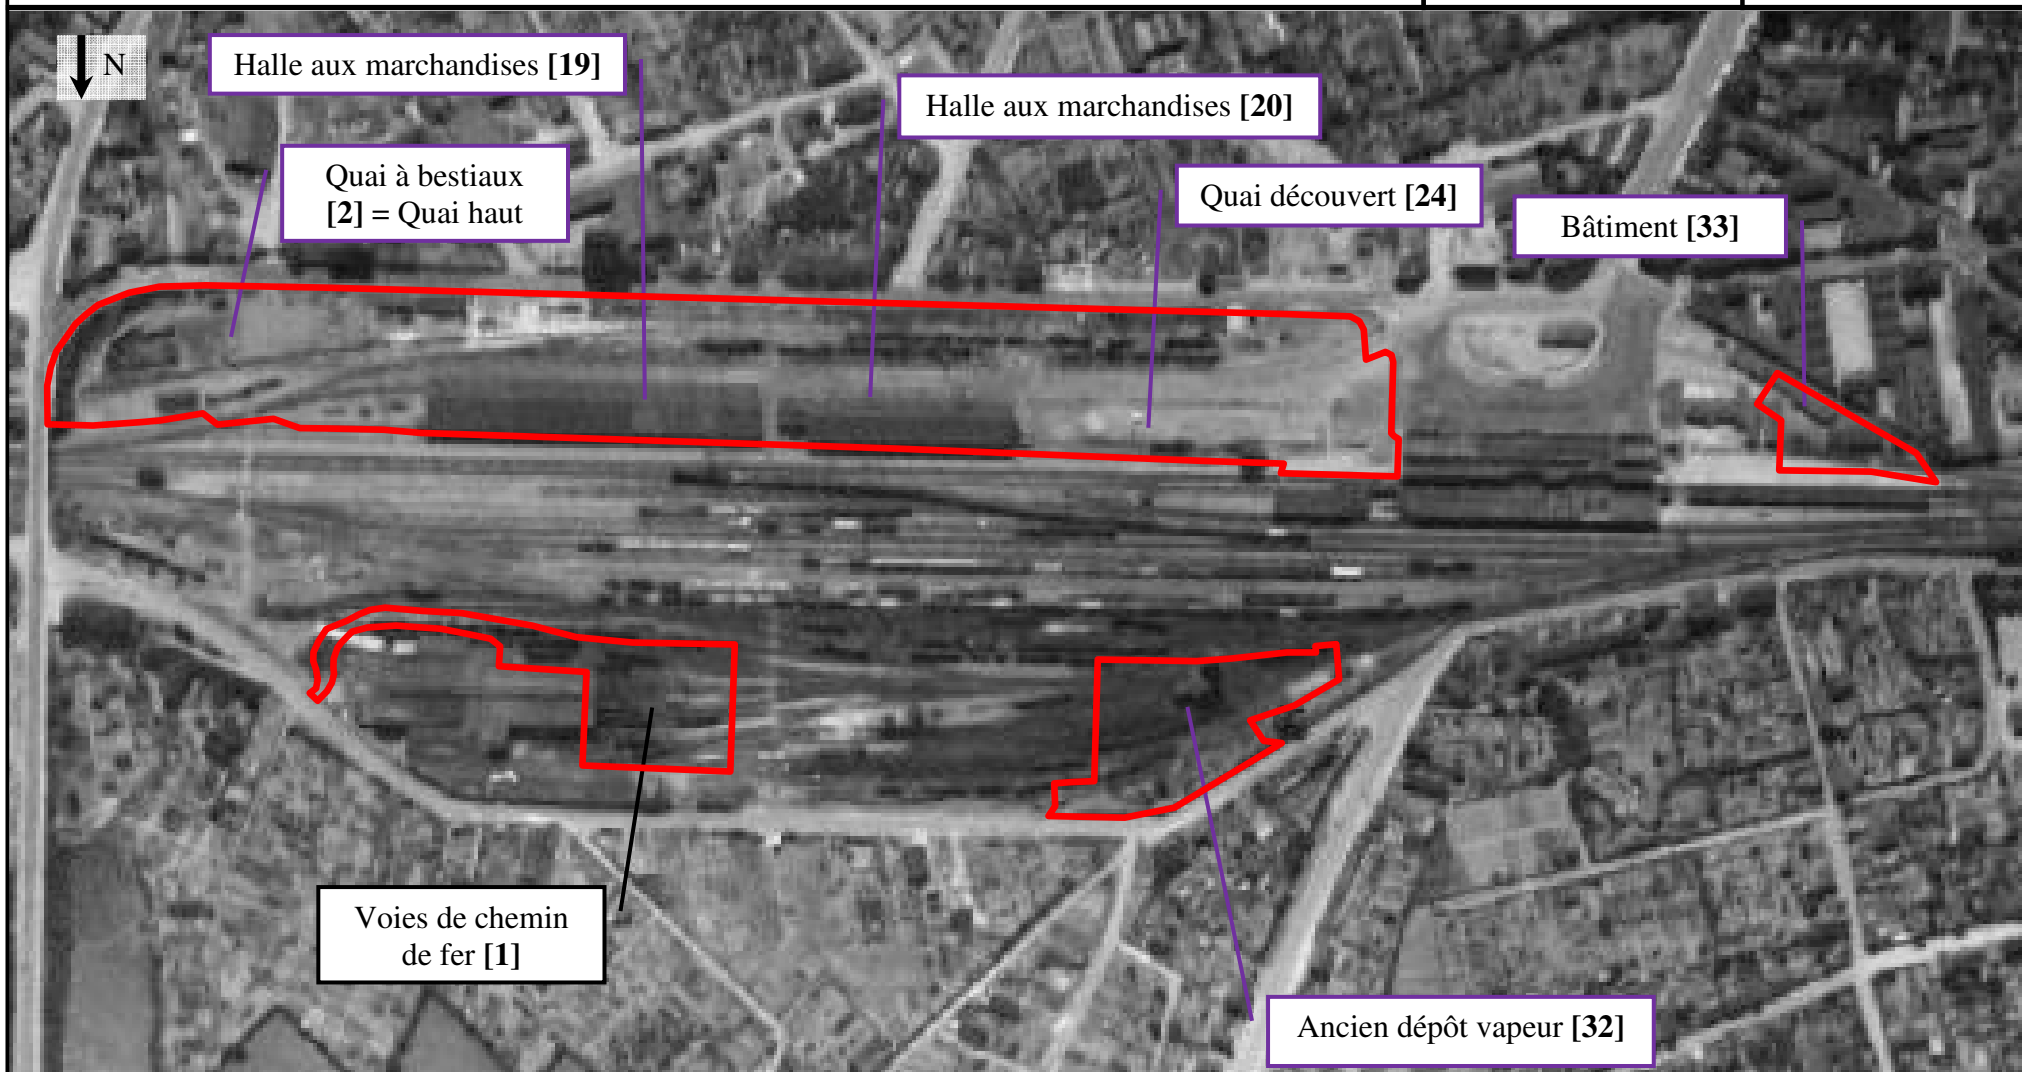 N
Halle aux marchandises [19]
Halle aux marchandises [20]
Quai à bestiaux
[2] = Quai haut
Quai découvert [24]
Bâtiment [33]
Voies de chemin
de fer [1]
Ancien dépôt vapeur [32]